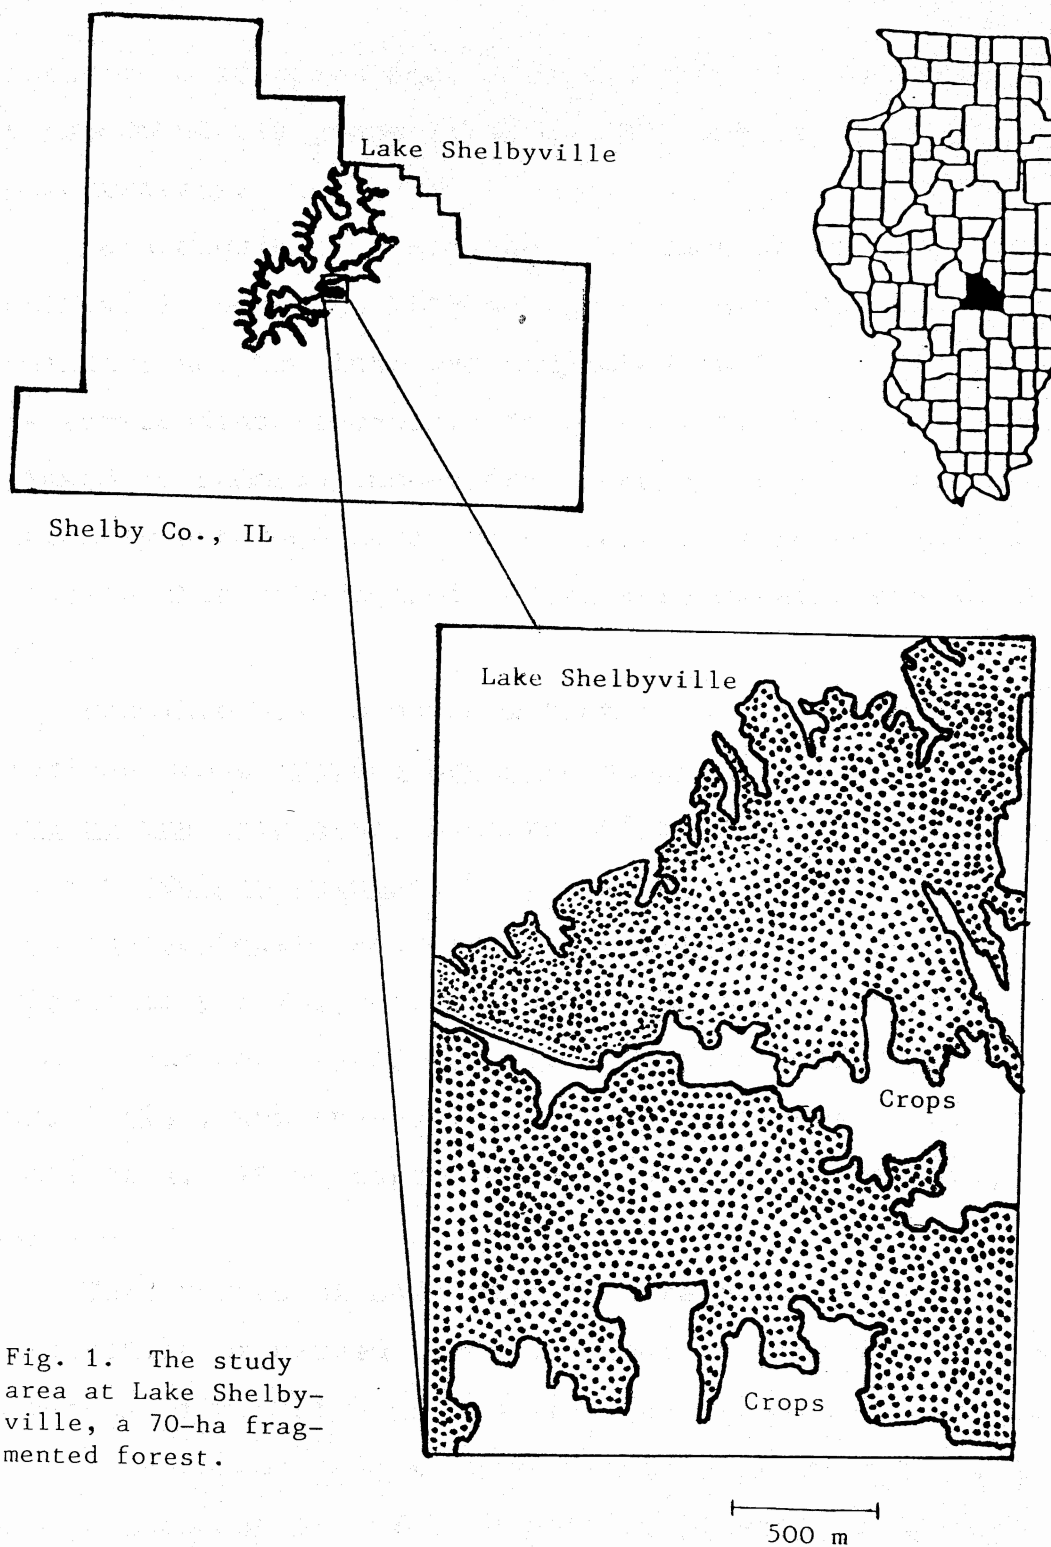 Lake Shelbyville
Shelby Co., IL
Lake Shelbyville
Crops
Crops
Fig. 1. The study
area at Lake Shelby-
ville, a 70-ha frag-
mented forest.
500 m